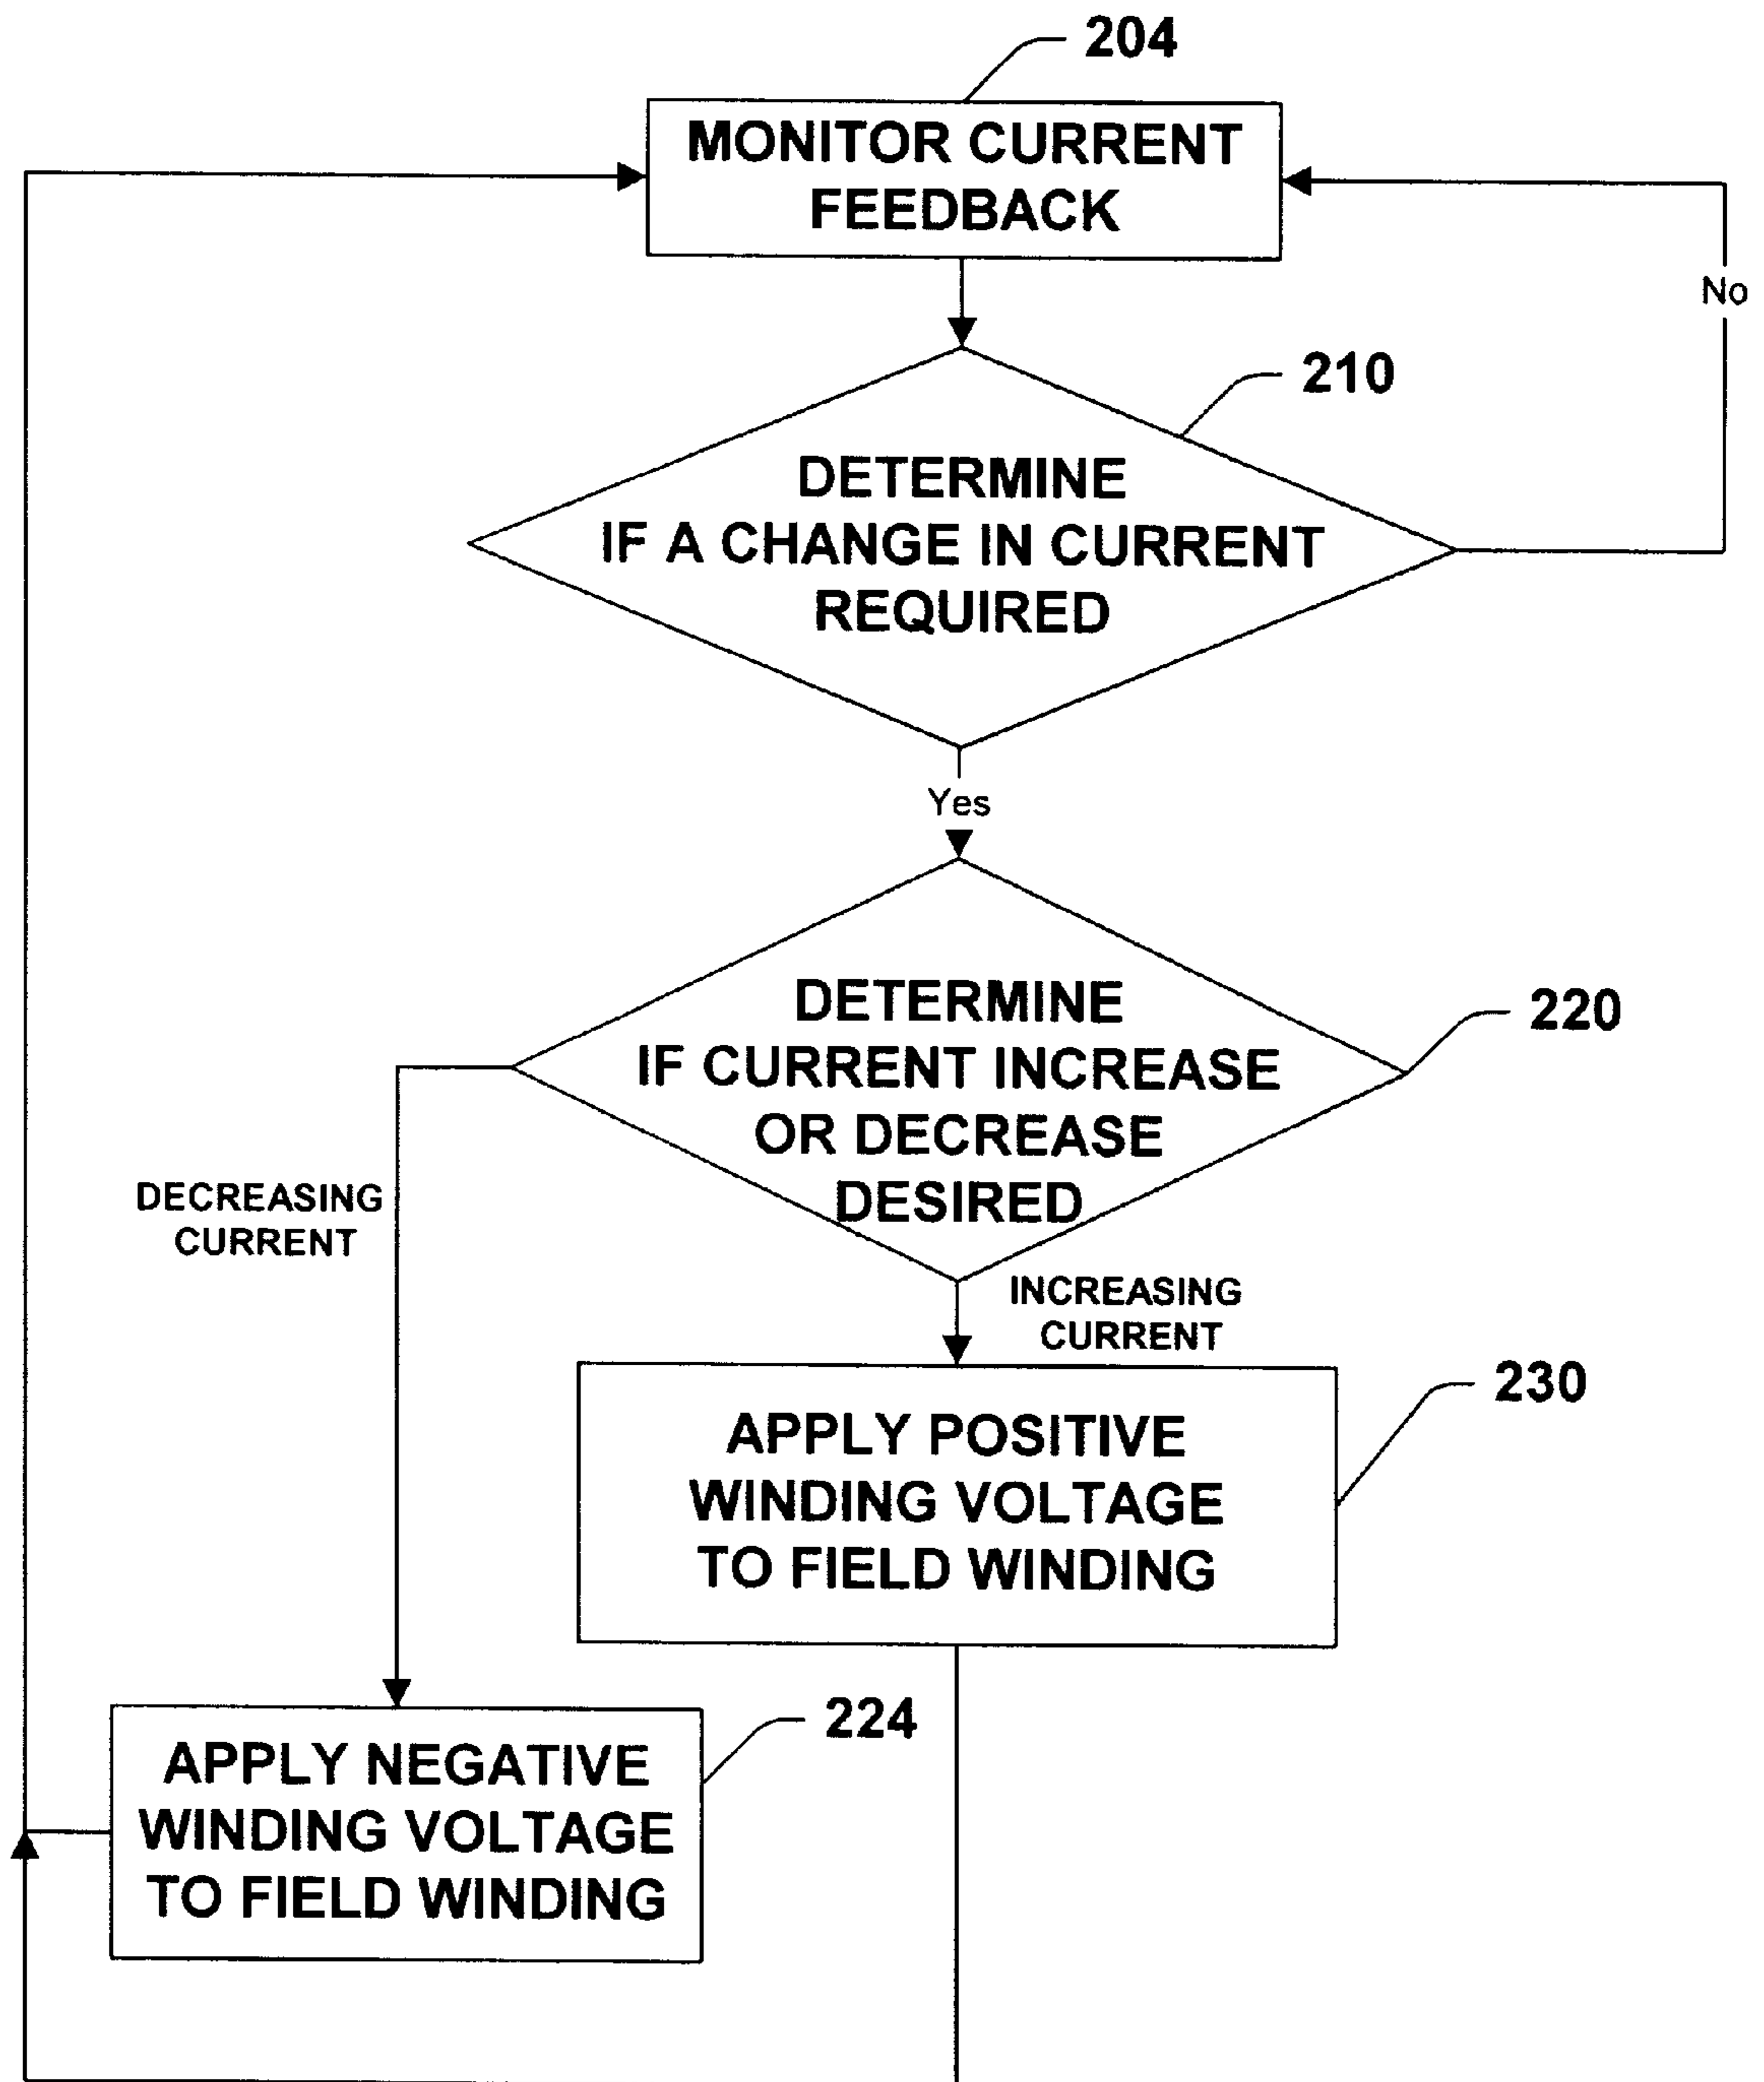 204
MONITOR CURRENT
FEEDBACK
No
210
DETERMINE
IF A CHANGE IN CURRENT
REQUIRED
Yes
DETERMINE
IF CURRENT INCREASE
OR DECREASE
DESIRED
220
DECREASING
CURRENT
INCREASING
CURRENT
230
APPLY POSITIVE
WINDING VOLTAGE
TO FIELD WINDING
224
APPLY NEGATIVE
WINDING VOLTAGE
TO FIELD WINDING